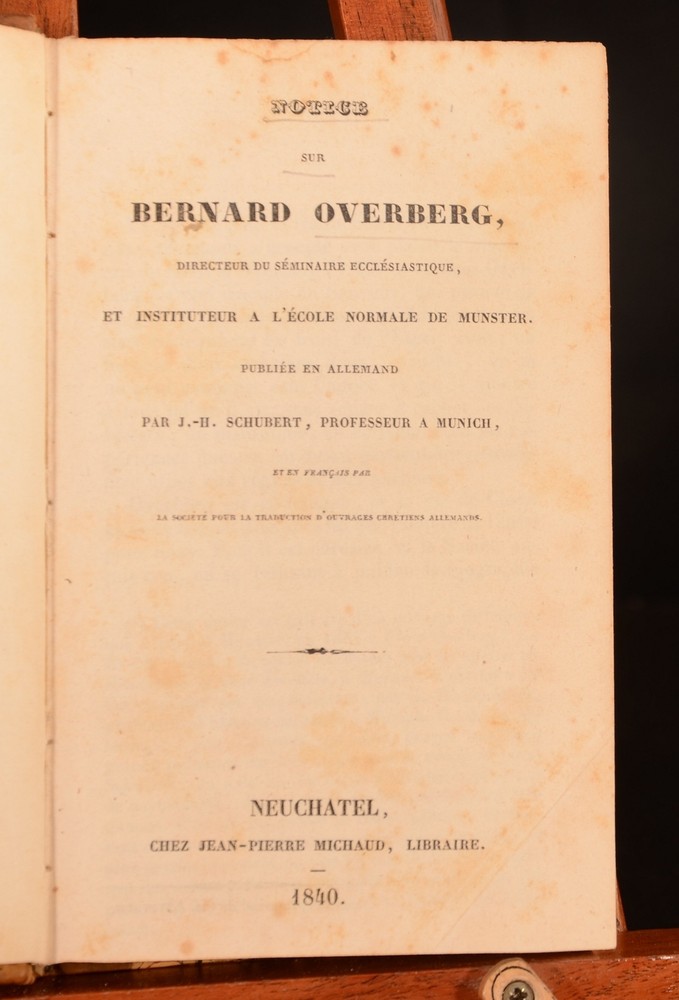 NOTICE
SUR
BERNARD OVERBERG,
DIRECTEUR DU SÉMINAIRE ECCLÉSIASTIQUE,
ET INSTITUTEUR A L'ÉCOLE NORMALE DE MUNSTER.
PUBLIÉE EN ALLEMAND
PAR J.-H. SCHUBERT, PROFESSEUR A MUNICH,
ET EN FRANÇAIS PAR
LA SOCIÉTÉ POUR LA TRADUCTION D'OUVRAGES CHRETIENS ALLEMANDS.
NEUCHATEL,
CHEZ JEAN-PIERRE MICHAUD, LIBRAIRE.
1840.